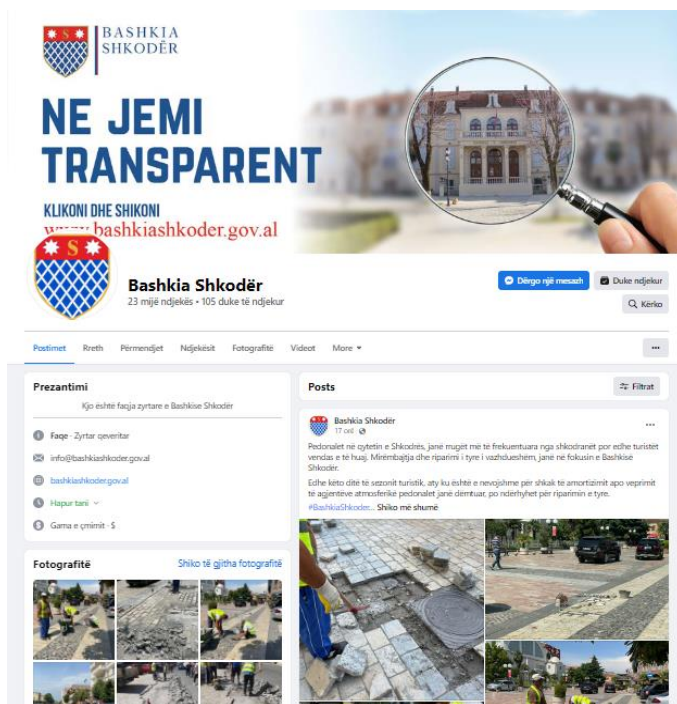 BASHKIA
SHKODËR
NE JEMI
TRANSPARENT
KLIKONI DHE SHIKONI
www.bashkiashkoder.gov.al
S
Bashkia Shkodër
23 mijë ndjekës • 105 duke të ndjekur
Dërgo një mesazh
Duke ndjekur
Kërko
Postimet
Rreth
Përmendjet
Ndjekësit
Fotografitë
Videot
More
Prezantimi
Kjo është faqja zyrtare e Bashkise Shkodër
Faqe · Zyrtar qeveritar
info@bashkiashkoder.gov.al
bashkiashkoder.gov.al
Hapur tani
Gama e çmimit · $
Fotografitë
Shiko të gjitha fotografitë
Posts
Filtrat
Bashkia Shkodër
17 orë
Pedonalet në qytetin e Shkodrës, janë rrugët më të frekuentuara nga shkodranët por edhe turistët
vendas e të huaj. Mirëmbajtja dhe riparimi i tyre i vazhdueshëm, janë në fokusin e Bashkisë
Shkodër.
Edhe këto ditë të sezonit turistik, aty ku është e nevojshme për shkak të amortizimit apo veprimit
të agjentëve atmosferikë pedonalet janë dëmtuar, po ndërhyhet për riparimin e tyre.
#BashkiaShkoder... Shiko më shumë